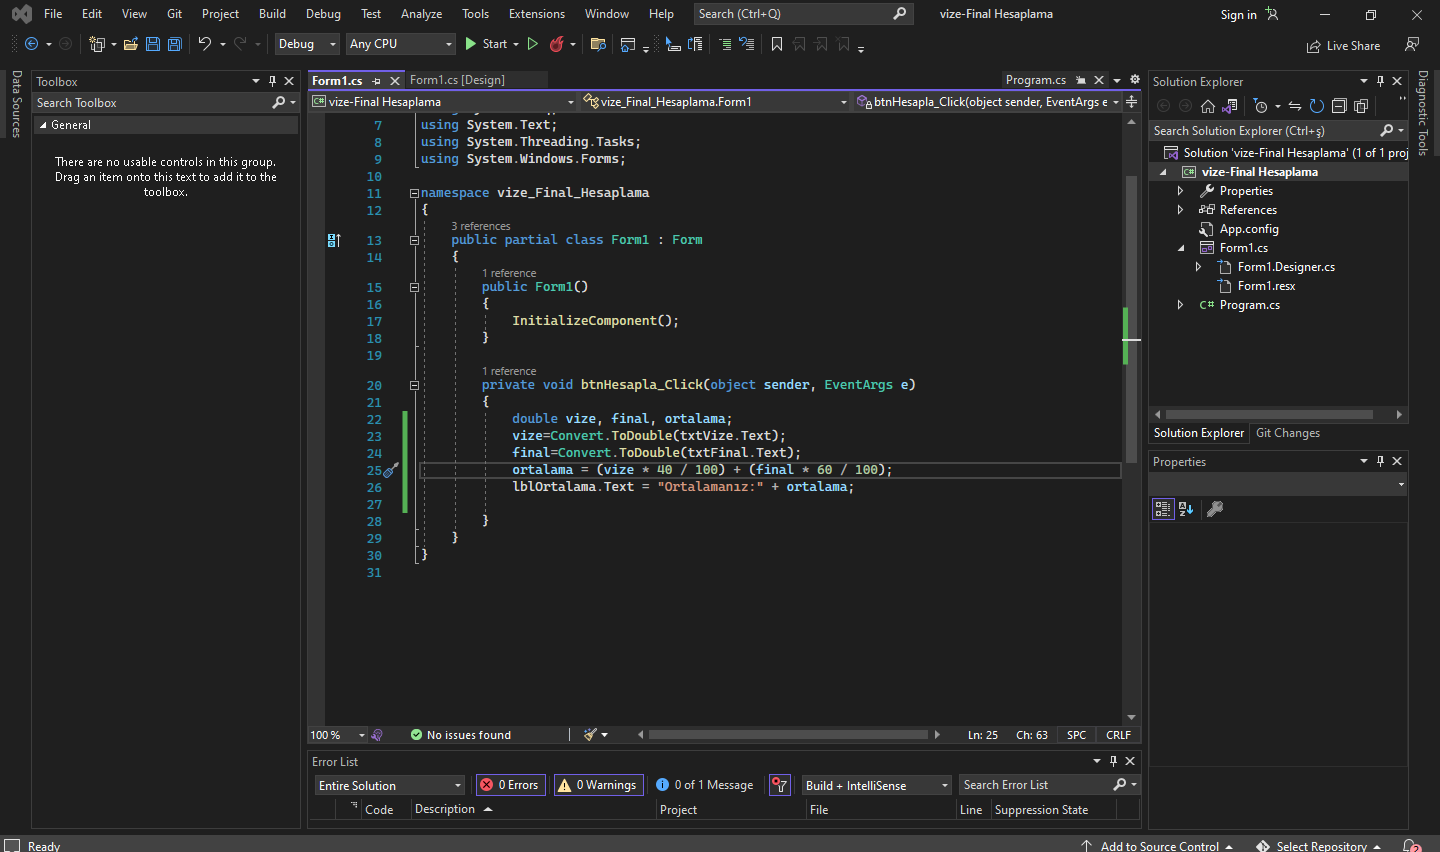 File Edit View Git Project Build Debug Test Analyze Tools Extensions Window Help Search (Ctrl+Q) vize-Final Hesaplama Sign in
Debug Any CPU Start Live Share
Data Sources
Toolbox
Search Toolbox
General
There are no usable controls in this group.
Drag an item onto this text to add it to the
toolbox.
Form1.cs Form1.cs [Design] Program.cs
vize-Final Hesaplama vize_Final_Hesaplama.Form1 btnHesapla_Click(object sender, EventArgs e
7 using System.Text;
8 using System.Threading.Tasks;
9 using System.Windows.Forms;
10
11 namespace vize_Final_Hesaplama
12 {
3 references
13 public partial class Form1 : Form
14 {
1 reference
15 public Form1()
16 {
17 InitializeComponent();
18 }
19
1 reference
20 private void btnHesapla_Click(object sender, EventArgs e)
21 {
22 double vize, final, ortalama;
23 vize=Convert.ToDouble(txtVize.Text);
24 final=Convert.ToDouble(txtFinal.Text);
25 ortalama = (vize * 40 / 100) + (final * 60 / 100);
26 lblOrtalama.Text = "Ortalamanız:" + ortalama;
27
28 }
29 }
30 }
31
100 % No issues found Ln: 25 Ch: 63 SPC CRLF
Error List
Entire Solution 0 Errors 0 Warnings 0 of 1 Message Build + IntelliSense Search Error List
Code Description Project File Line Suppression State
Solution Explorer
Search Solution Explorer (Ctrl+ş)
Solution 'vize-Final Hesaplama' (1 of 1 proj
vize-Final Hesaplama
Properties
References
App.config
Form1.cs
Form1.Designer.cs
Form1.resx
Program.cs
Solution Explorer Git Changes
Properties
Diagnostic Tools
Ready Add to Source Control Select Repository 2